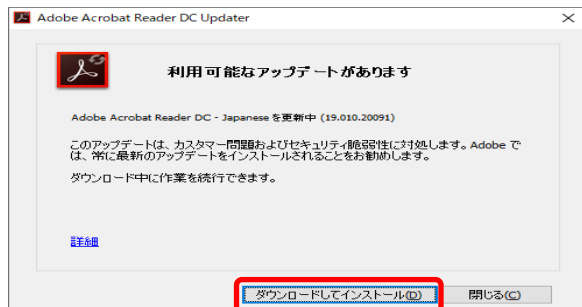 Adobe Acrobat Reader DC Updater
利用可能なアップデートがあります
Adobe Acrobat Reader DC - Japanese を更新中 (19.010.20091)
このアップデートは、カスタマー問題およびセキュリティ脆弱性に対処します。Adobe で
は、常に最新のアップデートをインストールされることをお勧めします。
ダウンロード中に作業を続行できます。
詳細
ダウンロードしてインストール(D) 閉じる(C)